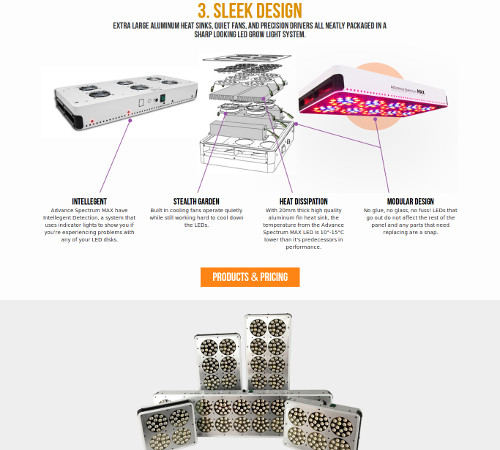 3. SLEEK DESIGN
EXTRA LARGE ALUMINUM HEAT SINKS, QUIET FANS, AND PRECISION DRIVERS ALL NEATLY PACKAGED IN A
SHARP LOOKING LED GROW LIGHT SYSTEM.
INTELLEGENT
Advance Spectrum MAX have
Intelligent Detection, a system that
uses indicator lights to show you if
you're experiencing problems with
any of your LED disks.
STEALTH GARDEN
Built in cooling fans operate quietly
while still working hard to cool down
the LEDs.
HEAT DISSIPATION
With 20mm thick high quality
aluminum fin heat sink, the
temperature from the Advance
Spectrum MAX LED is 10°-15°C
lower than it's predecessors in
performance.
MODULAR DESIGN
No glue, no glass, no fuss! LEDs that
go out do not affect the rest of the
panel and any parts that need
replacing are a snap.
PRODUCTS & PRICING